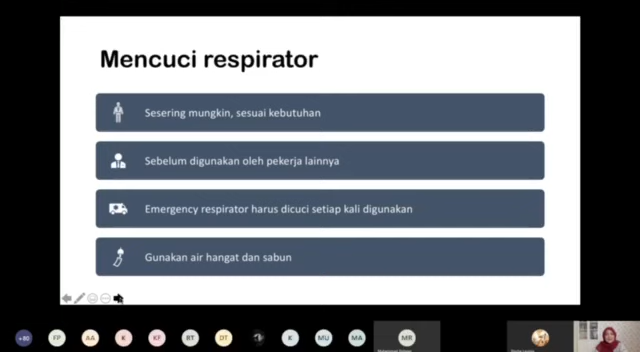 Mencuci respirator
Sesering mungkin, sesuai kebutuhan
Sebelum digunakan oleh pekerja lainnya
Emergency respirator harus dicuci setiap kali digunakan
Gunakan air hangat dan sabun
+80 FP AA K KF RT DT K MU MA MR